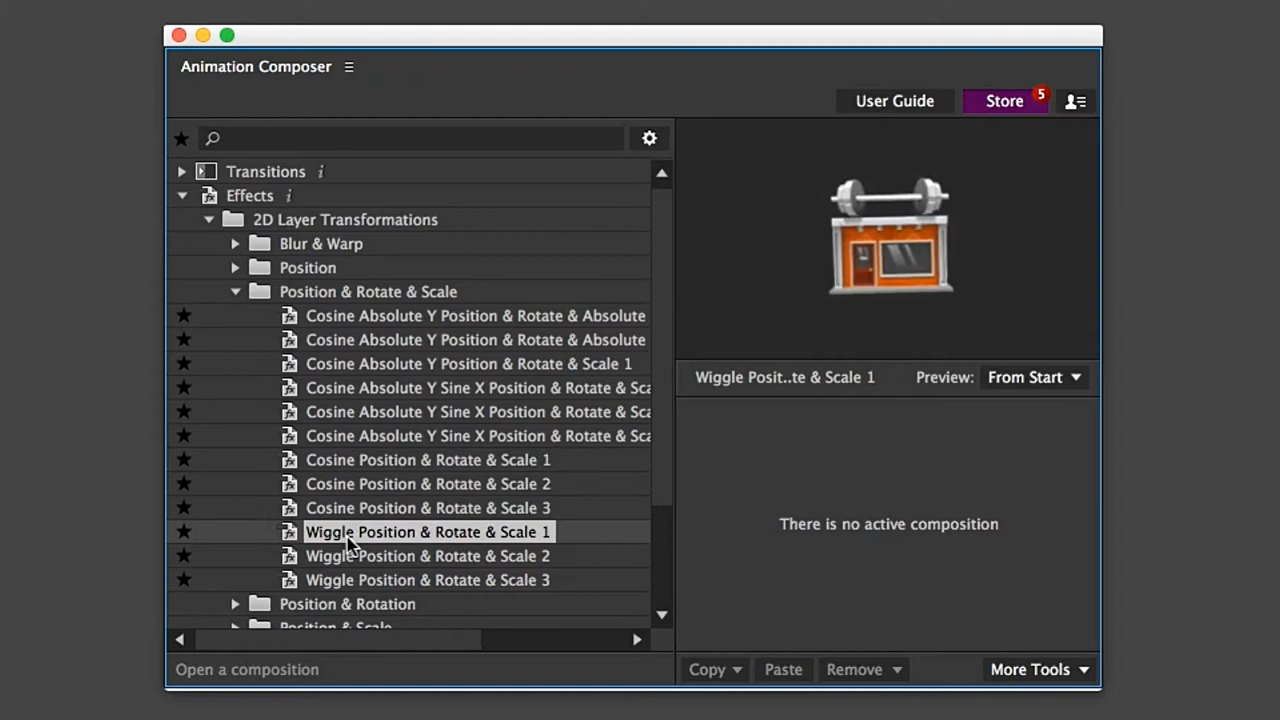 Animation Composer
User Guide
Store
5
Transitions i
Effects i
2D Layer Transformations
Blur & Warp
Position
Position & Rotate & Scale
Cosine Absolute Y Position & Rotate & Absolute
Cosine Absolute Y Position & Rotate & Absolute
Cosine Absolute Y Position & Rotate & Scale 1
Cosine Absolute Y Sine X Position & Rotate & Sca
Cosine Absolute Y Sine X Position & Rotate & Sca
Cosine Absolute Y Sine X Position & Rotate & Sca
Cosine Position & Rotate & Scale 1
Cosine Position & Rotate & Scale 2
Cosine Position & Rotate & Scale 3
Wiggle Position & Rotate & Scale 1
Wiggle Position & Rotate & Scale 2
Wiggle Position & Rotate & Scale 3
Position & Rotation
Position & Scale
Open a composition
Wiggle Posit..te & Scale 1
Preview: From Start
There is no active composition
Copy
Paste
Remove
More Tools